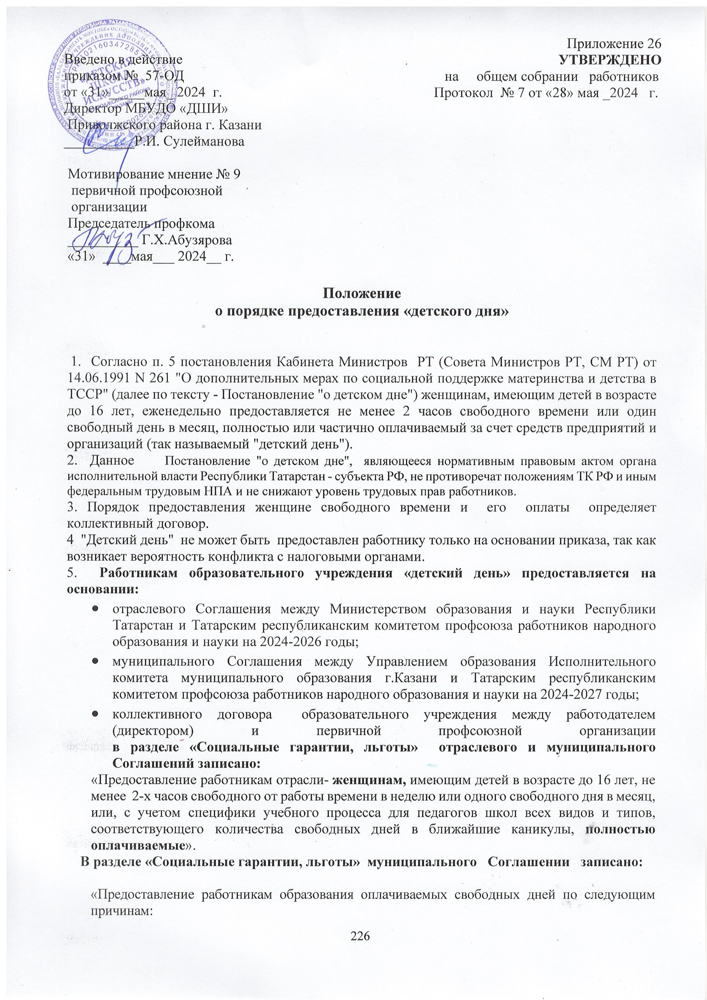 Приложение 26
УТВЕРЖДЕНО
на общем собрании работников
Протокол № 7 от «28» мая _2024 г.
Введено в действие
приказом № 57-ОД
от «31»_____мая_ 2024 г.
Директор МБУДО «ДШИ»
Приволжского района г. Казани
__________Р.И. Сулейманова
«ДЕТСКАЯ
ШКОЛА
ИСКУССТВ»
ПРИВОЛЖСКОГО РАЙОНА
Г. КАЗАНИ
Мотивирование мнение № 9
первичной профсоюзной
организации
Председатель профкома
__________ Г.Х.Абузярова
«31» ____мая___ 2024__ г.
Положение
о порядке предоставления «детского дня»
1. Согласно п. 5 постановления Кабинета Министров РТ (Совета Министров РТ, СМ РТ) от
14.06.1991 N 261 "О дополнительных мерах по социальной поддержке материнства и детства в
ТССР" (далее по тексту - Постановление "о детском дне") женщинам, имеющим детей в возрасте
до 16 лет, еженедельно предоставляется не менее 2 часов свободного времени или один
свободный день в месяц, полностью или частично оплачиваемый за счет средств предприятий и
организаций (так называемый "детский день").
2. Данное Постановление "о детском дне", являющееся нормативным правовым актом органа
исполнительной власти Республики Татарстан - субъекта РФ, не противоречат положениям ТК РФ и иным
федеральным трудовым НПА и не снижают уровень трудовых прав работников.
3. Порядок предоставления женщине свободного времени и его оплаты определяет
коллективный договор.
4 "Детский день" не может быть предоставлен работнику только на основании приказа, так как
возникает вероятность конфликта с налоговыми органами.
5. Работникам образовательного учреждения «детский день» предоставляется на
основании:
● отраслевого Соглашения между Министерством образования и науки Республики
Татарстан и Татарским республиканским комитетом профсоюза работников народного
образования и науки на 2024-2026 годы;
● муниципального Соглашения между Управлением образования Исполнительного
комитета муниципального образования г.Казани и Татарским республиканским
комитетом профсоюза работников народного образования и науки на 2024-2027 годы;
● коллективного договора образовательного учреждения между работодателем
(директором) и первичной профсоюзной организации
в разделе «Социальные гарантии, льготы» отраслевого и муниципального
Соглашений записано:
«Предоставление работникам отрасли- женщинам, имеющим детей в возрасте до 16 лет, не
менее 2-х часов свободного от работы времени в неделю или одного свободного дня в месяц,
или, с учетом специфики учебного процесса для педагогов школ всех видов и типов,
соответствующего количества свободных дней в ближайшие каникулы, полностью
оплачиваемые».
В разделе «Социальные гарантии, льготы» муниципального Соглашении записано:
«Предоставление работникам образования оплачиваемых свободных дней по следующим
причинам:
226